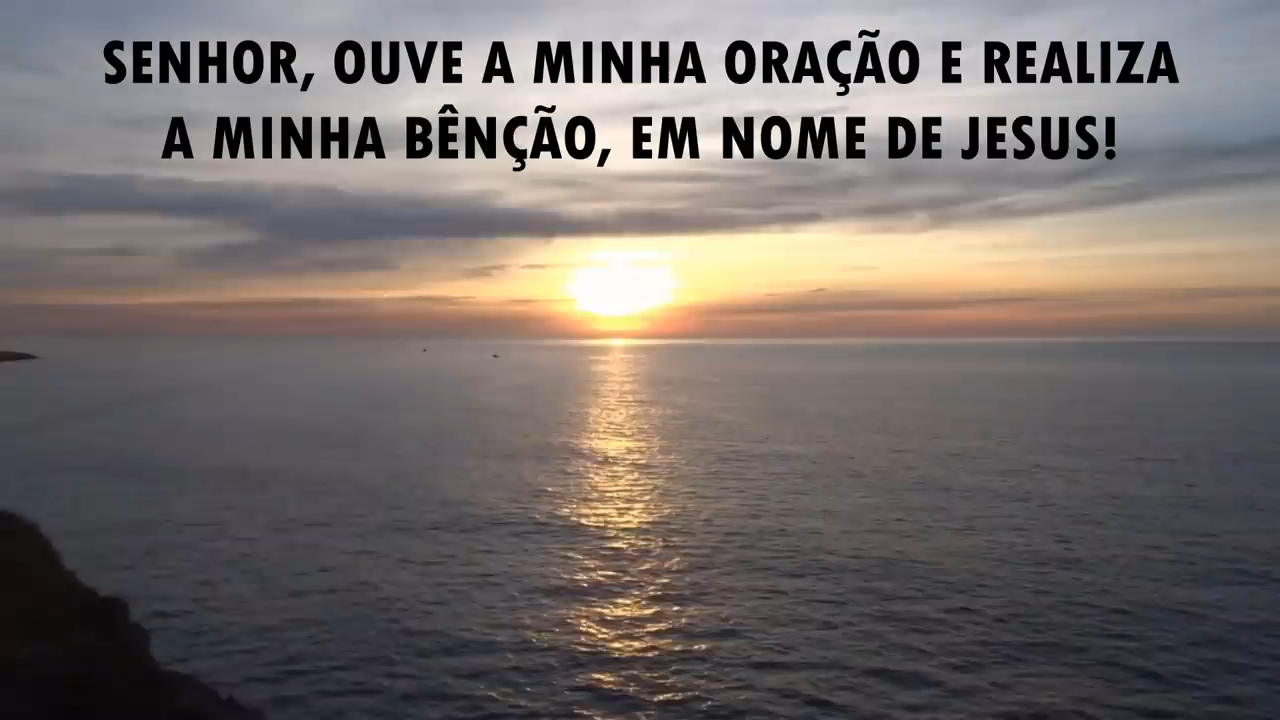 SENHOR, OUVE A MINHA ORAÇÃO E REALIZA
A MINHA BÊNÇÃO, EM NOME DE JESUS!